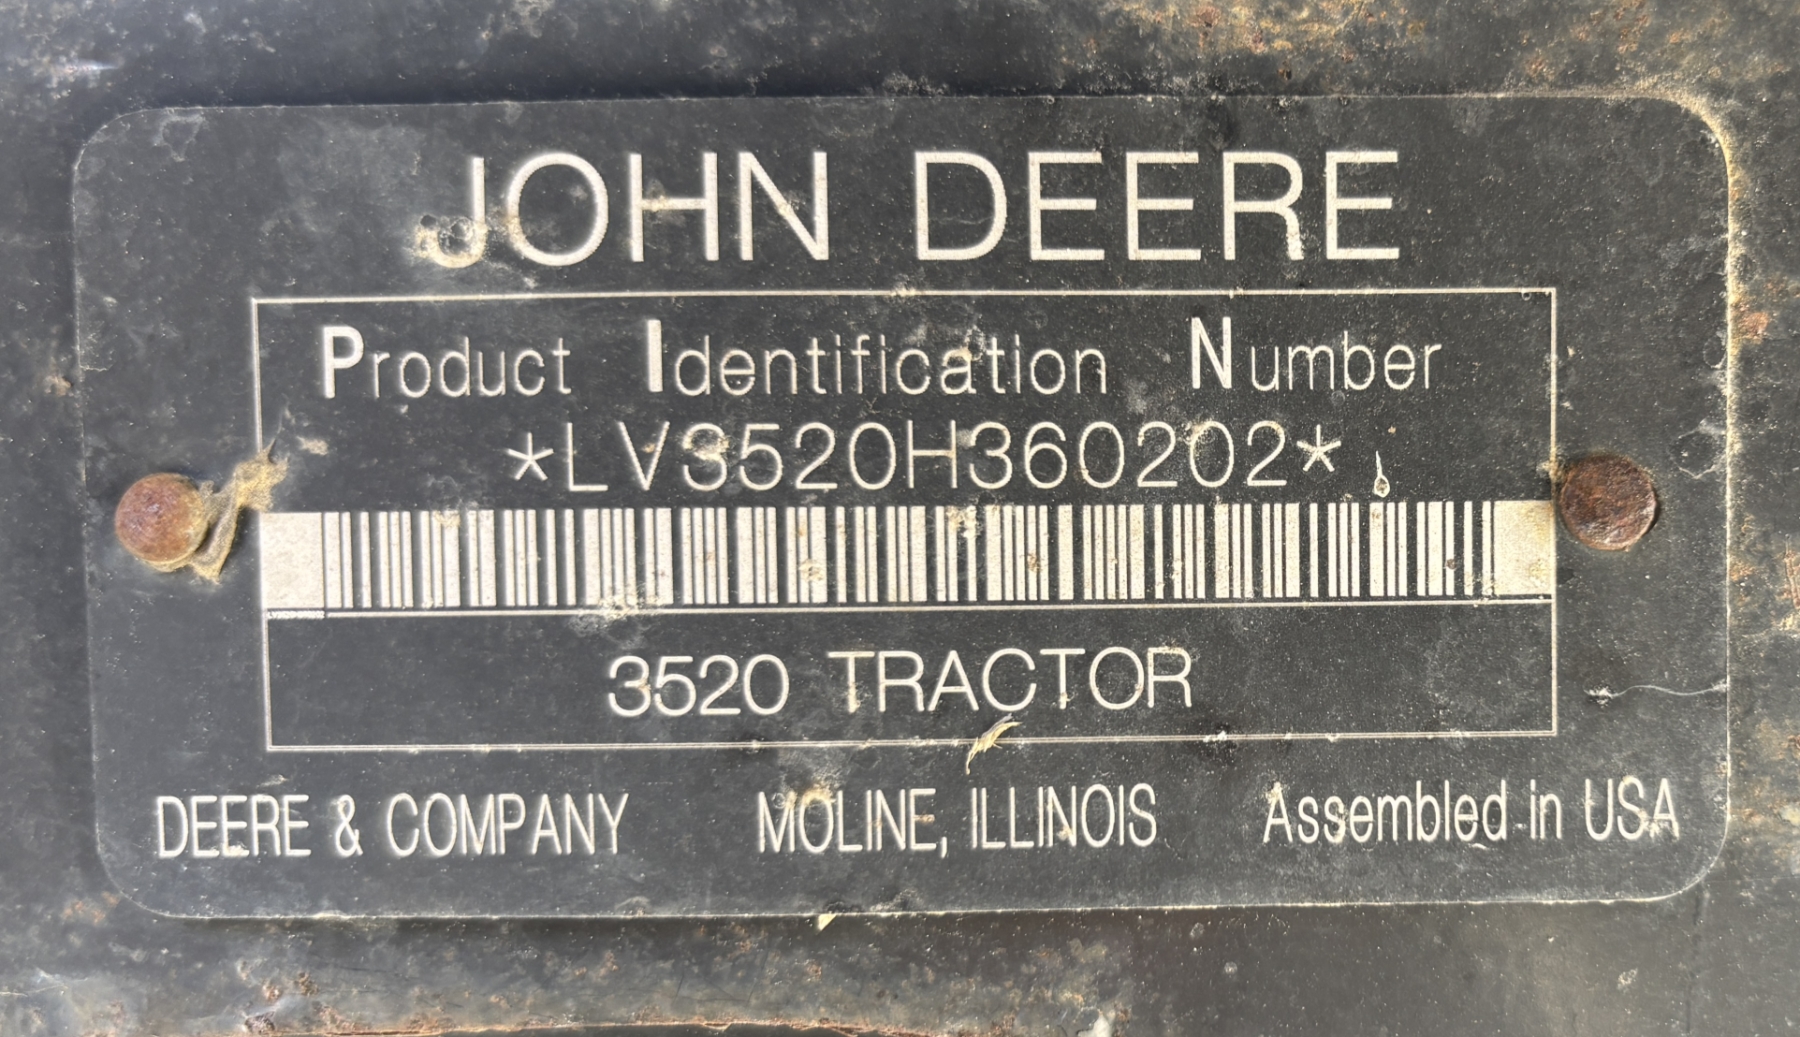 JOHN DEERE
Product Identification Number
*LV3520H360202*
3520 TRACTOR
DEERE & COMPANY MOLINE, ILLINOIS Assembled in USA